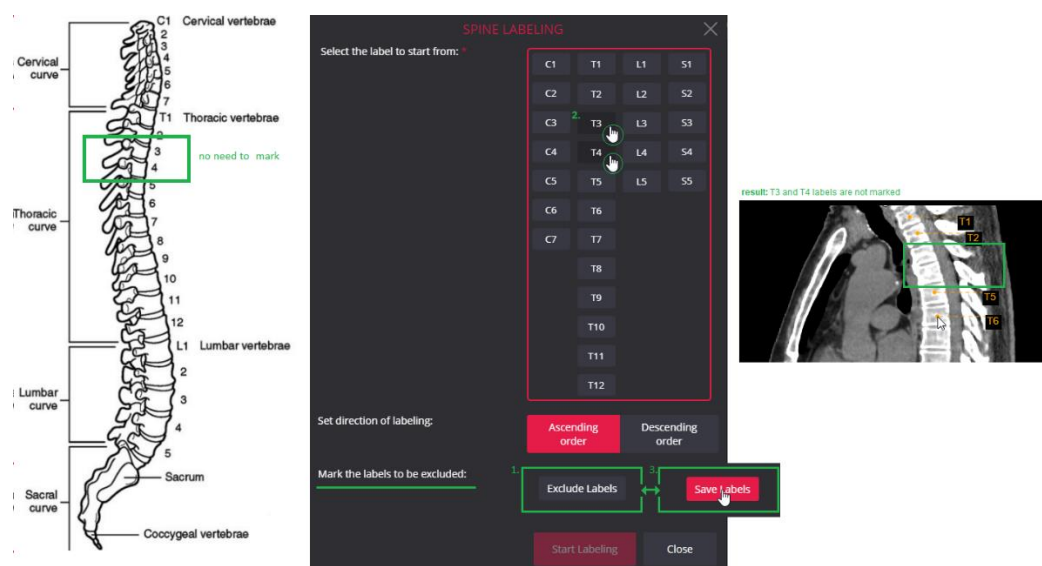 C1 Cervical vertebrae
2
3
4
5
6
7
Cervical
curve
T1 Thoracic vertebrae
2
3
4
5
6
7
8
9
10
11
12
no need to mark
Thoracic
curve
L1 Lumbar vertebrae
2
3
4
5
Lumbar
curve
Sacrum
Sacral
curve
Coccygeal vertebrae
SPINE LABELING
Select the label to start from: *
C1 T1 L1 S1
C2 T2 L2 S2
C3 2. T3 L3 S3
C4 T4 L4 S4
C5 T5 L5 S5
C6 T6
C7 T7
T8
T9
T10
T11
T12
Set direction of labeling:
Ascending
order
Descending
order
Mark the labels to be excluded:
1.
Exclude Labels
3.
Save Labels
Start Labeling
Close
result: T3 and T4 labels are not marked
T1
T2
T5
T6